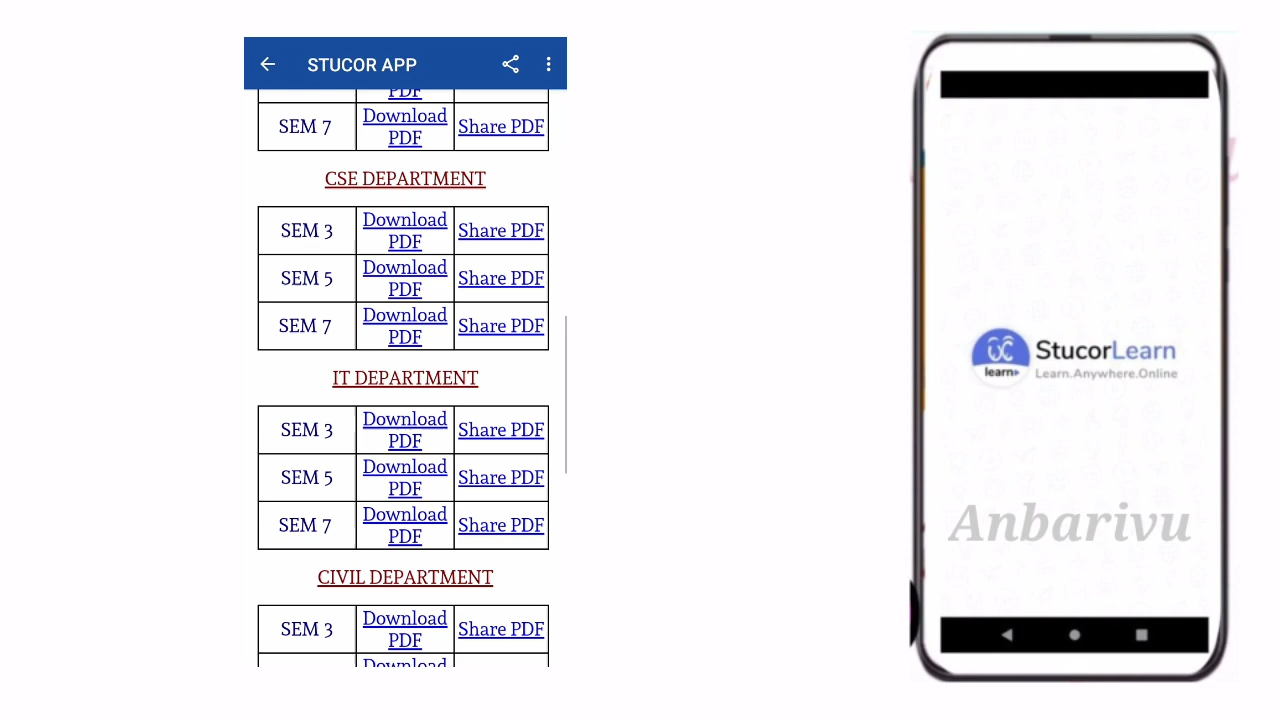 STUCOR APP
PDF
SEM 7 Download PDF Share PDF
CSE DEPARTMENT
SEM 3 Download PDF Share PDF
SEM 5 Download PDF Share PDF
SEM 7 Download PDF Share PDF
IT DEPARTMENT
SEM 3 Download PDF Share PDF
SEM 5 Download PDF Share PDF
SEM 7 Download PDF Share PDF
CIVIL DEPARTMENT
SEM 3 Download PDF Share PDF
Download
UC
learn
StucorLearn
Learn.Anywhere.Online
Anbarivu